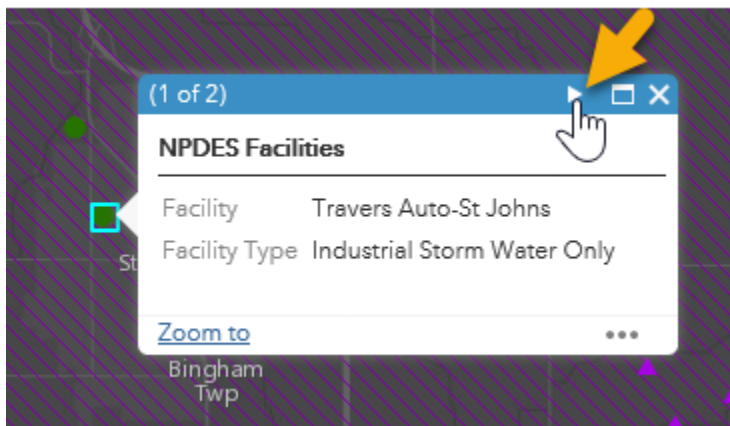 (1 of 2)
NPDES Facilities
Facility Travers Auto-St Johns
Facility Type Industrial Storm Water Only
St
Zoom to
Bingham
Twp